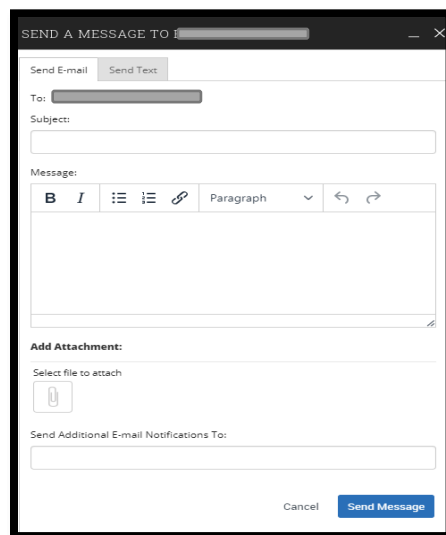 SEND A MESSAGE TO
Send E-mail Send Text
To:
Subject:
Message:
B I Paragraph
Add Attachment:
Select file to attach
Send Additional E-mail Notifications To:
Cancel Send Message